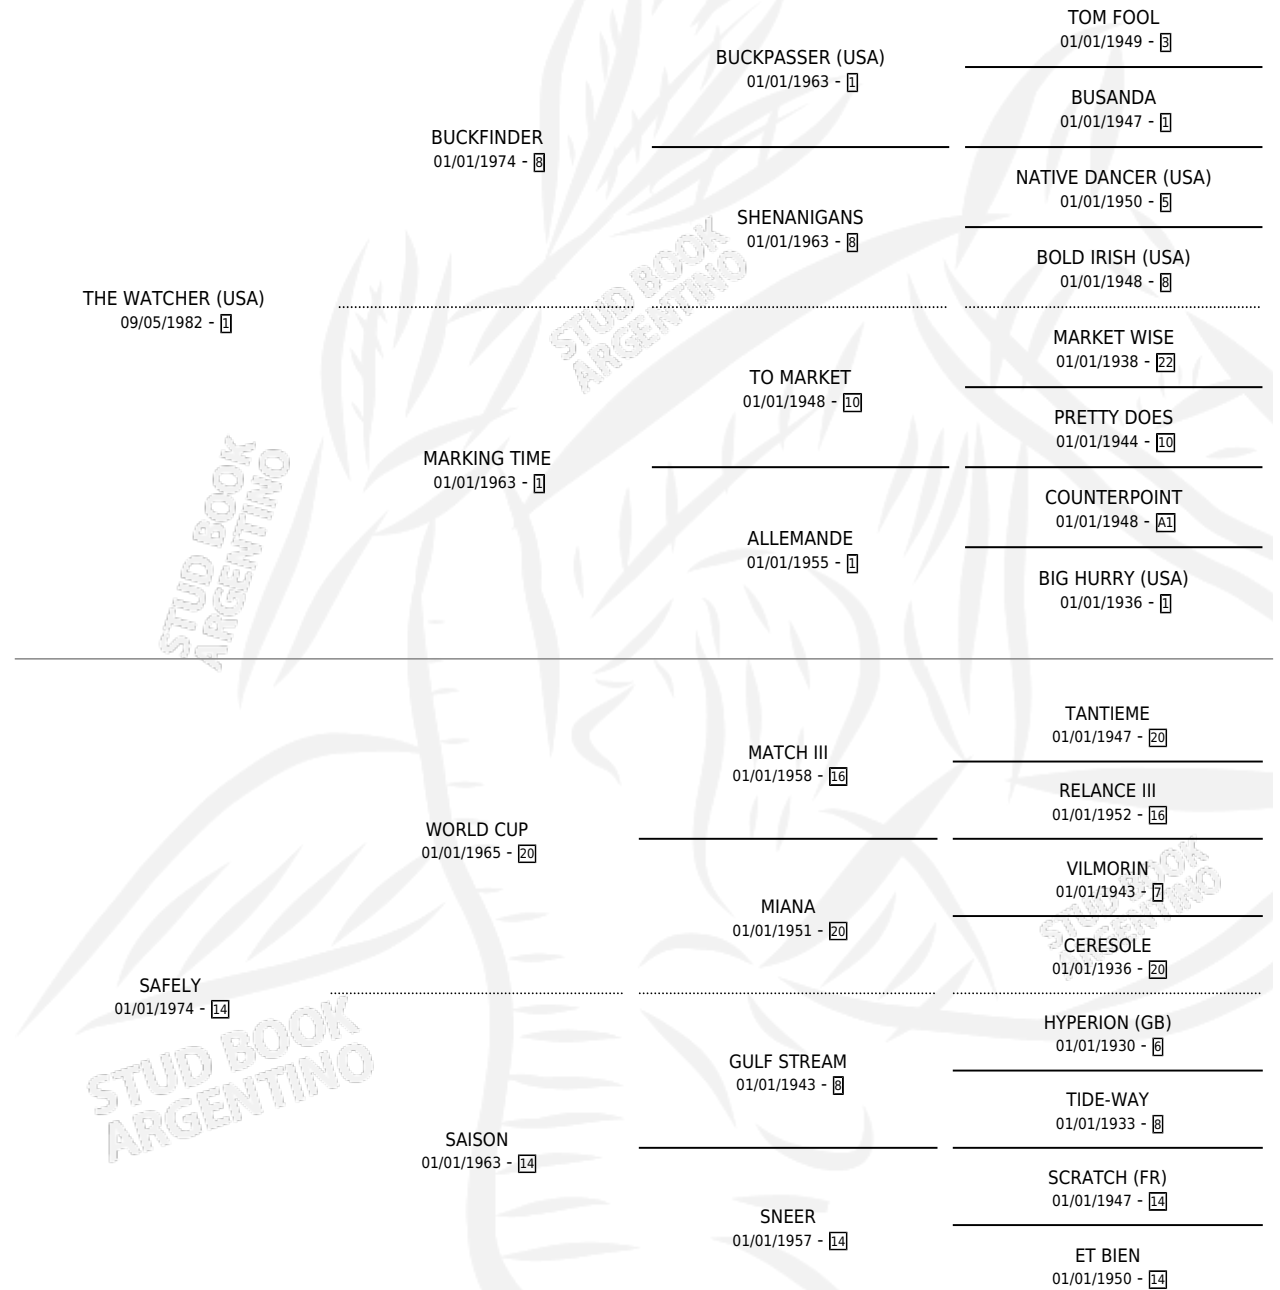 TOM FOOL
01/01/1949 - 3
BUCKPASSER (USA)
01/01/1963 - 1
BUSANDA
01/01/1947 - 1
BUCKFINDER
01/01/1974 - 8
NATIVE DANCER (USA)
01/01/1950 - 5
SHENANIGANS
01/01/1963 - 8
BOLD IRISH (USA)
01/01/1948 - 8
THE WATCHER (USA)
09/05/1982 - 1
MARKET WISE
01/01/1938 - 22
TO MARKET
01/01/1948 - 10
PRETTY DOES
01/01/1944 - 10
MARKING TIME
01/01/1963 - 1
COUNTERPOINT
01/01/1948 - A1
ALLEMANDE
01/01/1955 - 1
BIG HURRY (USA)
01/01/1936 - 1
TANTIEME
01/01/1947 - 20
MATCH III
01/01/1958 - 16
RELANCE III
01/01/1952 - 16
WORLD CUP
01/01/1965 - 20
VILMORIN
01/01/1943 - 7
MIANA
01/01/1951 - 20
CERESOLE
01/01/1936 - 20
SAFELY
01/01/1974 - 14
HYPERION (GB)
01/01/1930 - 6
GULF STREAM
01/01/1943 - 8
TIDE-WAY
01/01/1933 - 8
SAISON
01/01/1963 - 14
SCRATCH (FR)
01/01/1947 - 14
SNEER
01/01/1957 - 14
ET BIEN
01/01/1950 - 14
STUD BOOK
ARGENTINO
STUD BOOK
ARGENTINO
STUD BOOK
ARGENTINO
STUD BOOK
ARGENTINO